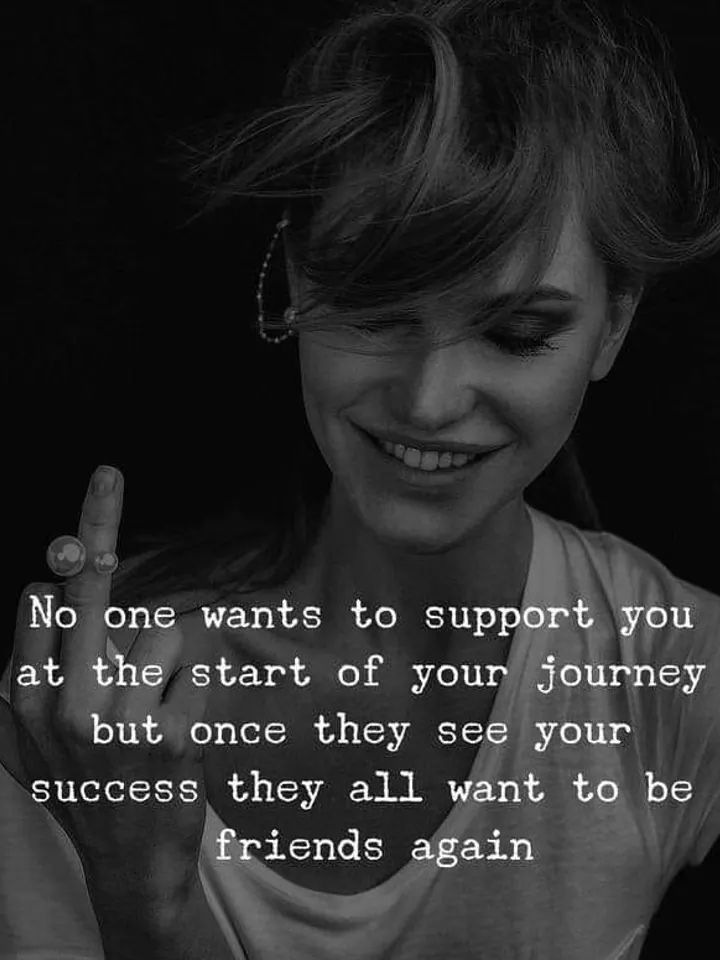 No one wants to support you
at the start of your journey
but once they see your
success they all want to be
friends again